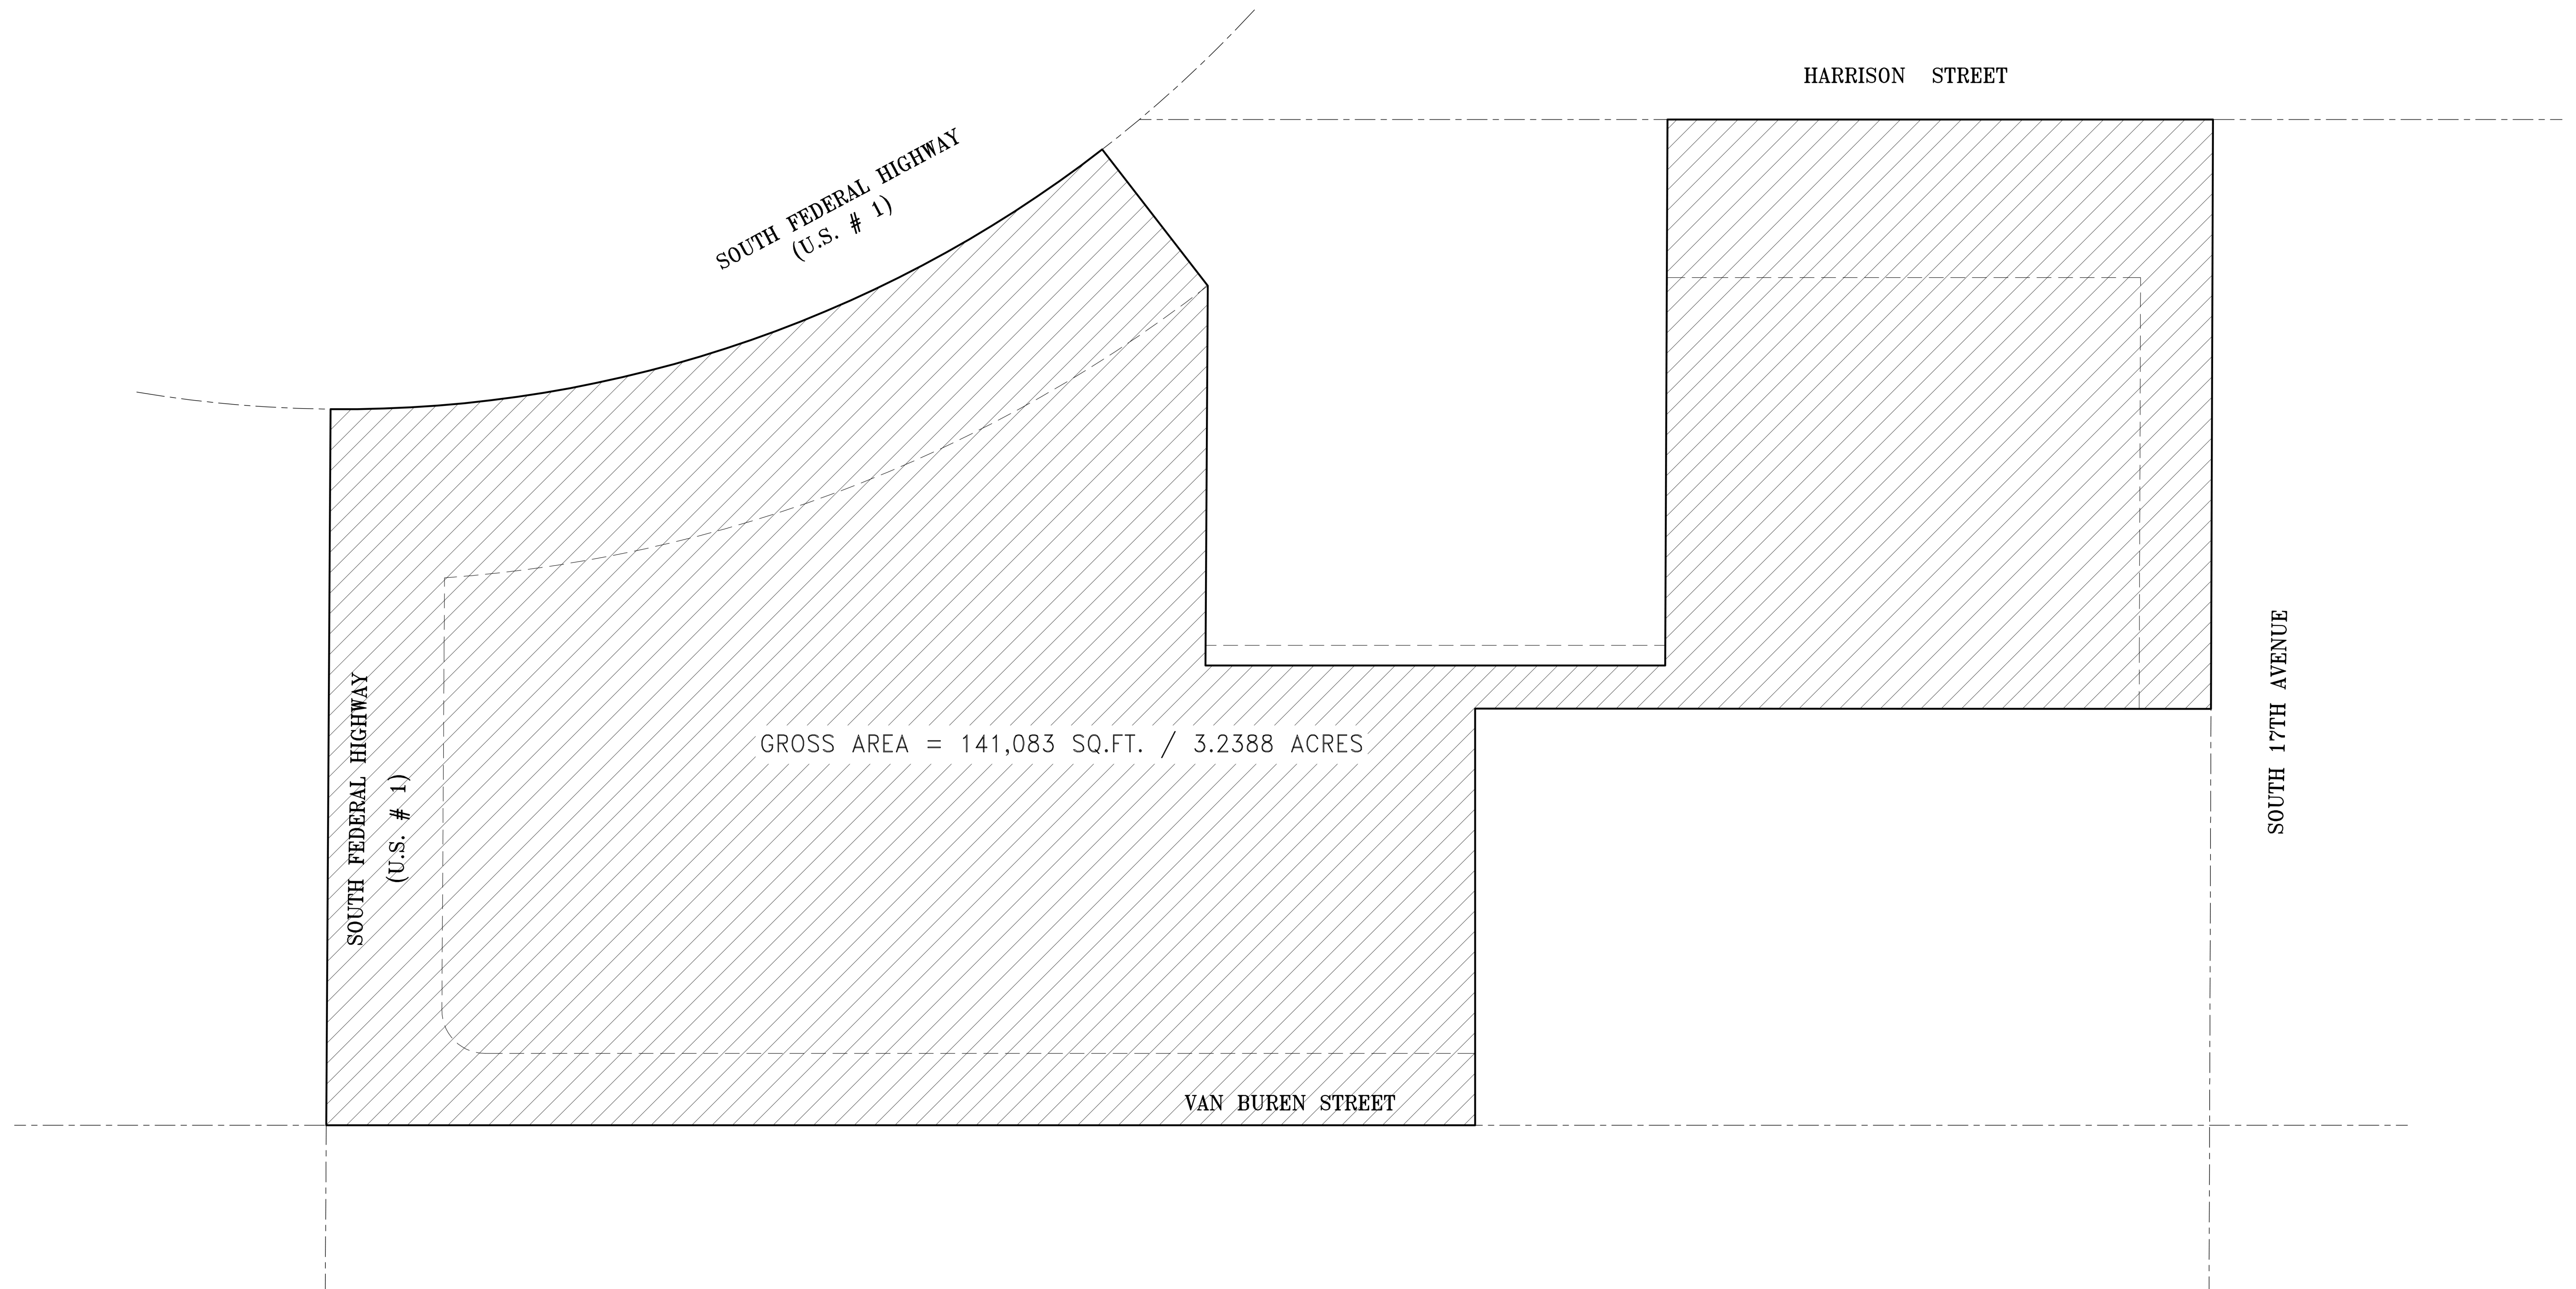 HARRISON STREET
SOUTH FEDERAL HIGHWAY
(U.S. # 1)
SOUTH FEDERAL HIGHWAY
(U.S. # 1)
GROSS AREA = 141,083 SQ.FT. / 3.2388 ACRES
SOUTH 17TH AVENUE
VAN BUREN STREET